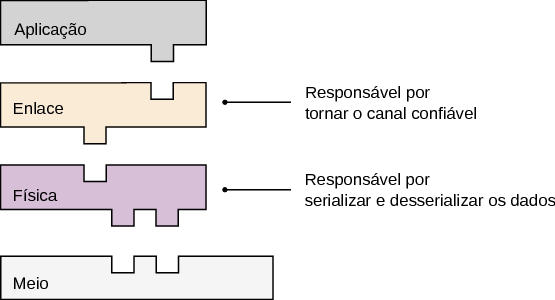 Aplicação
Enlace
Responsável por
tornar o canal confiável
Física
Responsável por
serializar e desserializar os dados
Meio